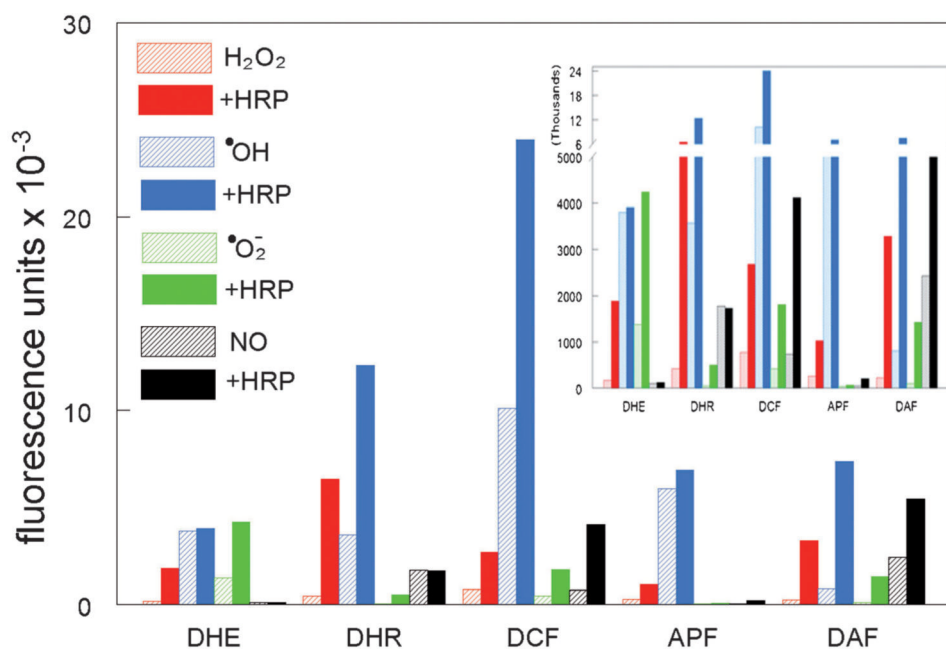 30
20
10
0
fluorescence units x 10⁻³
H₂O₂
+HRP
•OH
+HRP
•O₂⁻
+HRP
NO
+HRP
(Thousands)
24
18
12
6
5000
4000
3000
2000
1000
0
DHE DHR DCF APF DAF
DHE DHR DCF APF DAF